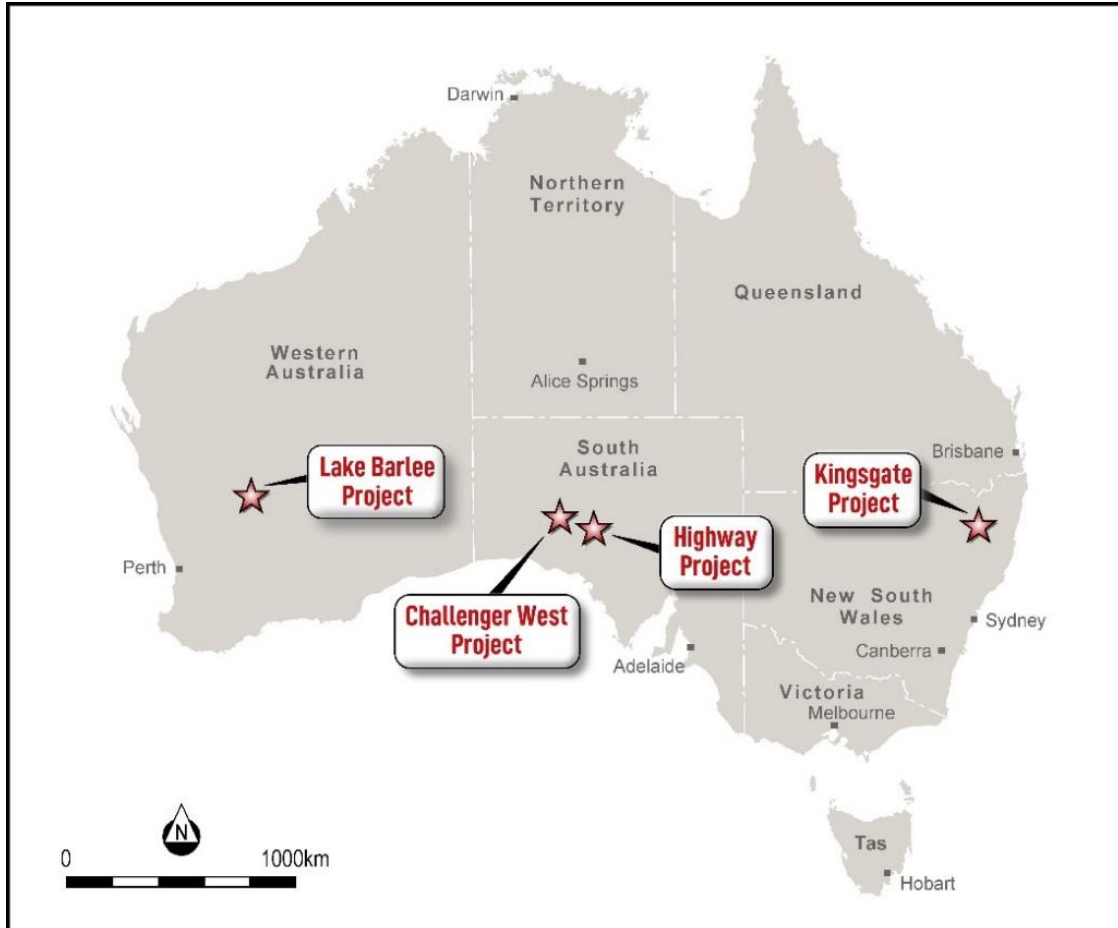 Darwin
Northern
Territory
Queensland
Western
Australia
Alice Springs
South
Australia
Brisbane
Lake Barlee
Project
Kingsgate
Project
Highway
Project
Perth
Challenger West
Project
New South
Wales
Sydney
Canberra
Adelaide
Victoria
Melbourne
N
0
1000km
Tas
Hobart